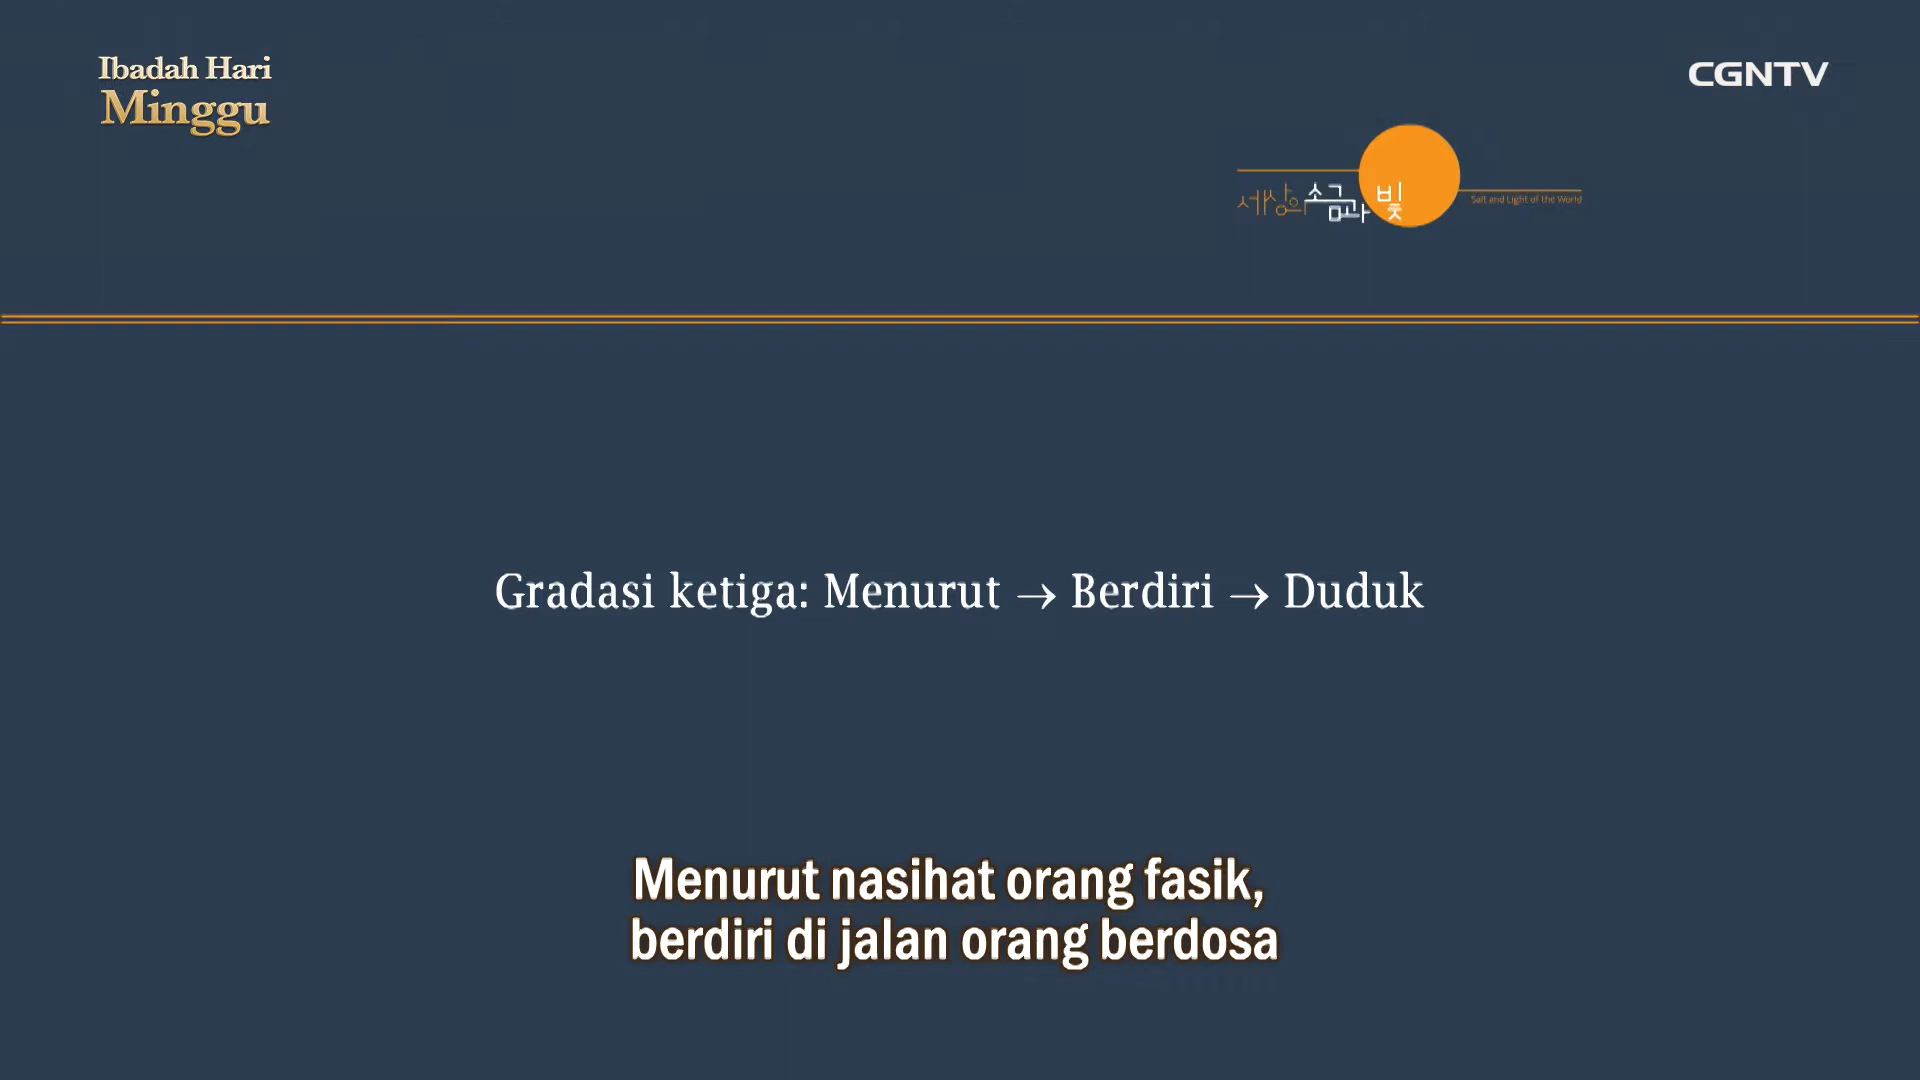 Ibadah Hari
Minggu
CGNTV
세상의 소금과 빛
Salt and Light of the World
Gradasi ketiga: Menurut → Berdiri → Duduk
Menurut nasihat orang fasik,
berdiri di jalan orang berdosa